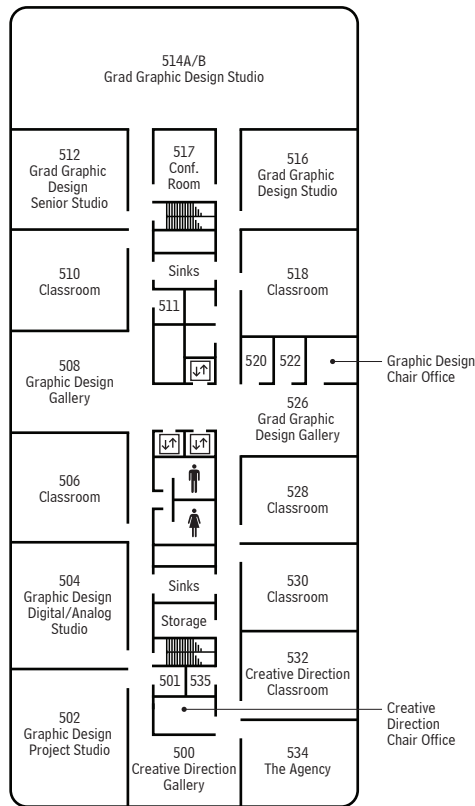 514A/B
Grad Graphic Design Studio
512
Grad Graphic
Design
Senior Studio
517
Conf.
Room
516
Grad Graphic
Design Studio
510
Classroom
Sinks
518
Classroom
511
508
Graphic Design
Gallery
520
522
Graphic Design
Chair Office
526
Grad Graphic
Design Gallery
506
Classroom
528
Classroom
504
Graphic Design
Digital/Analog
Studio
Sinks
530
Classroom
Storage
532
Creative Direction
Classroom
501
535
502
Graphic Design
Project Studio
Creative
Direction
Chair Office
500
Creative Direction
Gallery
534
The Agency